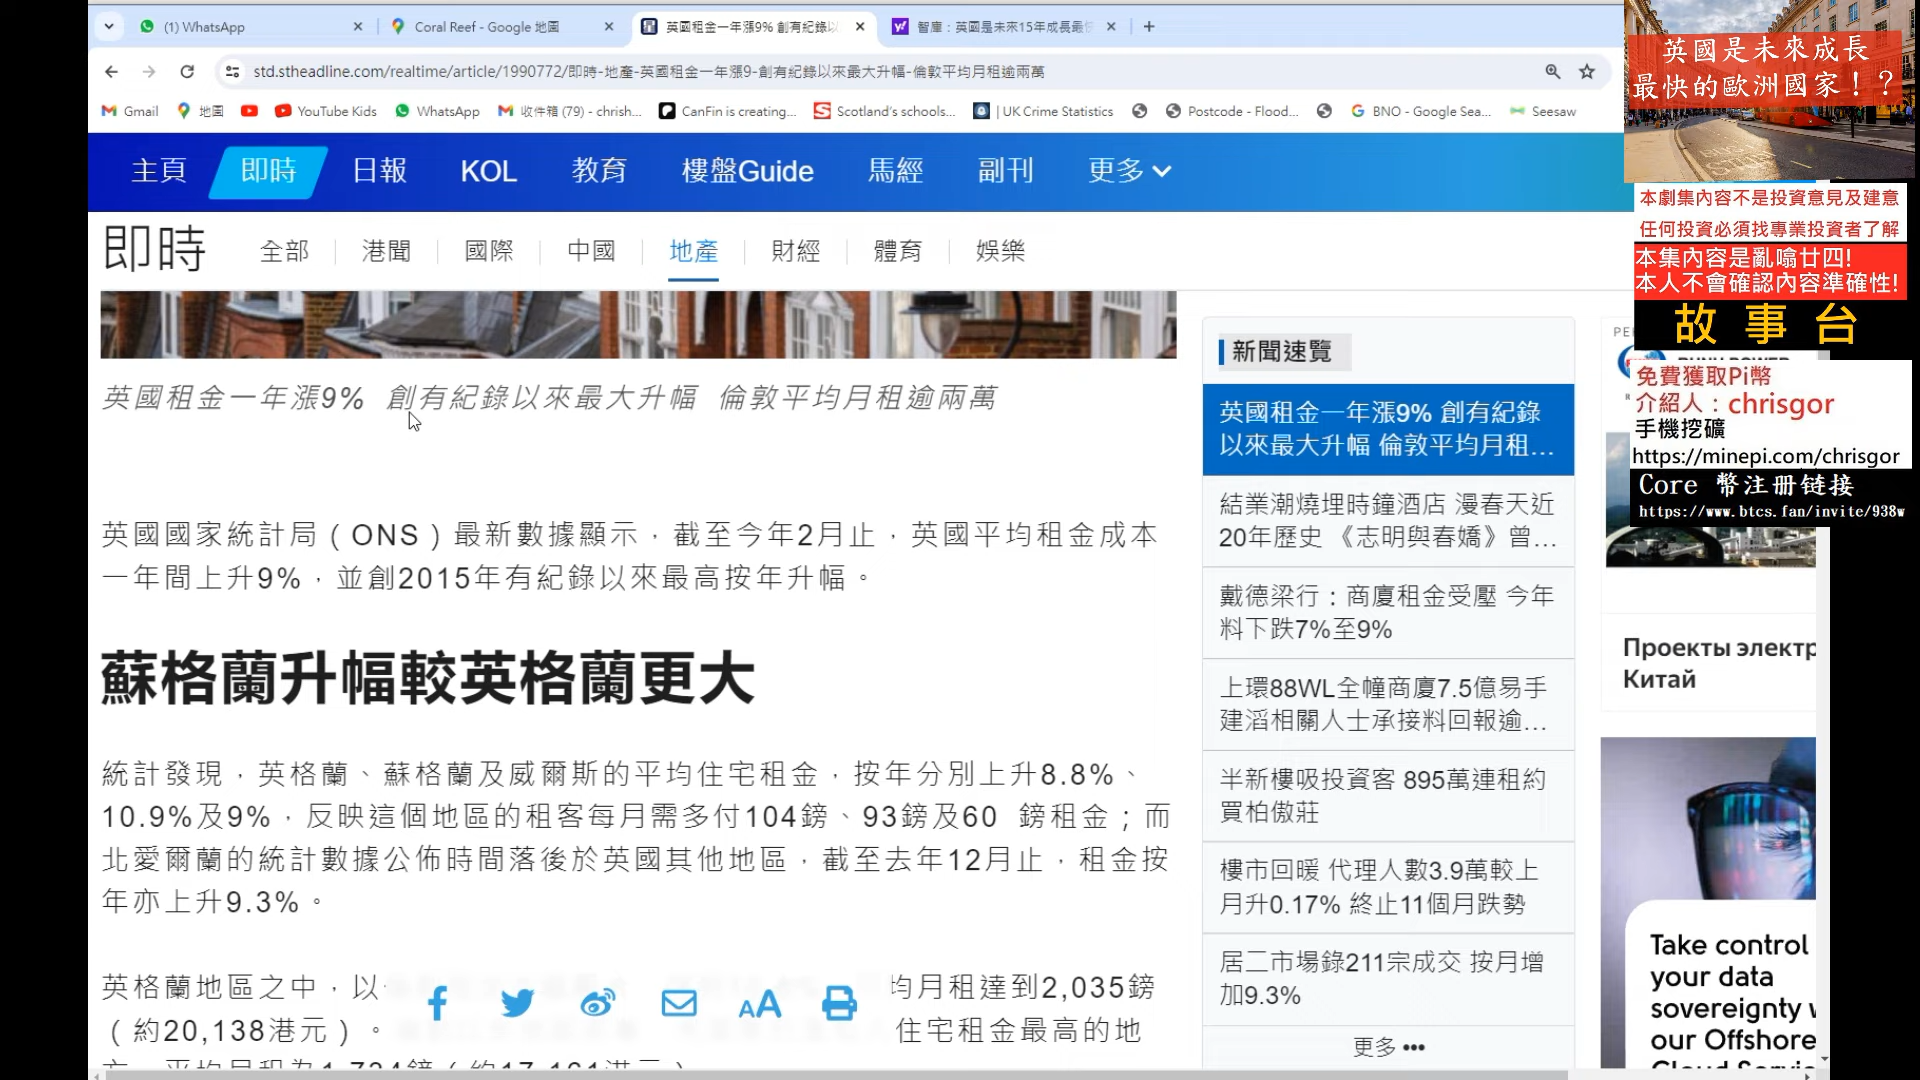 (1) WhatsApp
Coral Reef - Google 地圖
英國租金一年漲9% 創有紀錄以
智庫：英國是未來15年成長最
std.stheadline.com/realtime/article/1990772/即時-地產-英國租金一年漲9-創有紀錄以來最大升幅-倫敦平均月租逾兩萬
Gmail 地圖 YouTube Kids WhatsApp 收件箱 (79) - chrish... CanFin is creating... Scotland's schools... | UK Crime Statistics Postcode - Flood... BNO - Google Sea... Seesaw
主頁 即時 日報 KOL 教育 樓盤Guide 馬經 副刊 更多
即時 全部 港聞 國際 中國 地產 財經 體育 娛樂
英國租金一年漲9% 創有紀錄以來最大升幅 倫敦平均月租逾兩萬
英國國家統計局（ONS）最新數據顯示，截至今年2月止，英國平均租金成本
一年間上升9%，並創2015年有紀錄以來最高按年升幅。
蘇格蘭升幅較英格蘭更大
統計發現，英格蘭、蘇格蘭及威爾斯的平均住宅租金，按年分別上升8.8%、
10.9%及9%，反映這個地區的租客每月需多付104鎊、93鎊及60 鎊租金；而
北愛爾蘭的統計數據公佈時間落後於英國其他地區，截至去年12月止，租金按
年亦上升9.3%。
英格蘭地區之中，以
均月租達到2,035鎊
（約20,138港元）。
住宅租金最高的地
新聞速覽
英國租金一年漲9% 創有紀錄
以來最大升幅 倫敦平均月租...
結業潮燒埋時鐘酒店 漫春天近
20年歷史 《志明與春嬌》曾...
戴德梁行：商廈租金受壓 今年
料下跌7%至9%
上環88WL全幢商廈7.5億易手
建滔相關人士承接料回報逾...
半新樓吸投資客 895萬連租約
買柏傲莊
樓市回暖 代理人數3.9萬較上
月升0.17% 終止11個月跌勢
居二市場錄211宗成交 按月增
加9.3%
更多 •••
英國是未來成長
最快的歐洲國家！？
本劇集內容不是投資意見及建意
任何投資必須找專業投資者了解
本集內容是亂噏廿四!
本人不會確認內容準確性!
故事台
免費獲取Pi幣
介紹人：chrisgor
手機挖礦
https://minepi.com/chrisgor
Core 幣注册链接
https://www.btcs.fan/invite/938w
Проекты электр
Китай
Take control
your data
sovereignty
our Offshore